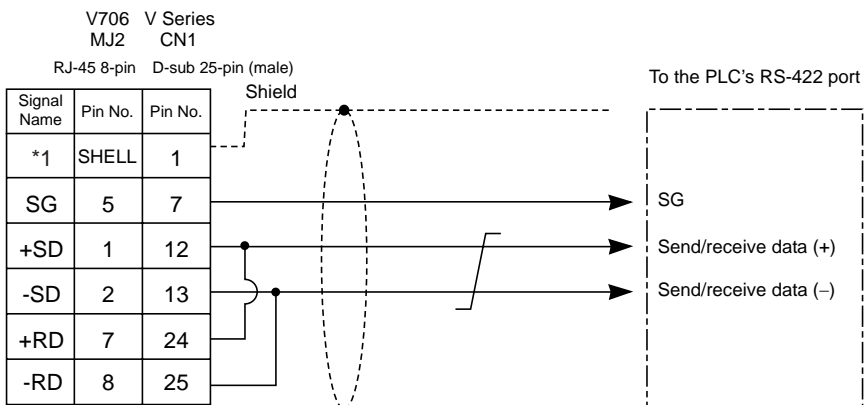 V706 V Series
MJ2 CN1
RJ-45 8-pin D-sub 25-pin (male)
Signal Name Pin No. Pin No.
Shield
To the PLC's RS-422 port
*1 SHELL 1
SG 5 7 SG
+SD 1 12 Send/receive data (+)
-SD 2 13 Send/receive data (−)
+RD 7 24
-RD 8 25